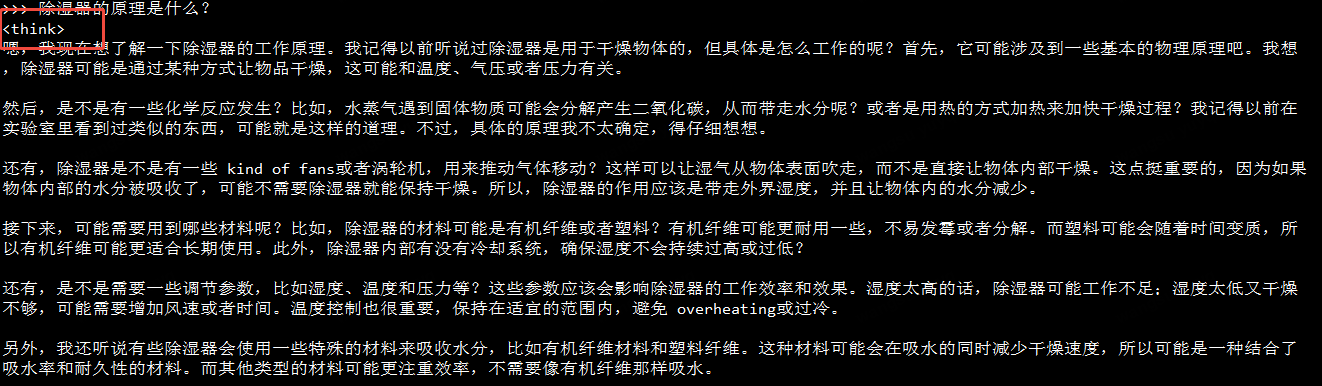 >>> 除湿器的原理是什么？
<think>
嗯，我现在想了解一下除湿器的工作原理。我记得以前听说过除湿器是用于干燥物体的，但具体是怎么工作的呢？首先，它可能涉及到一些基本的物理原理吧。我想
，除湿器可能是通过某种方式让物品干燥，这可能和温度、气压或者压力有关。
然后，是不是有一些化学反应发生？比如，水蒸气遇到固体物质可能会分解产生二氧化碳，从而带走水分呢？或者是用热的方式加热来加快干燥过程？我记得以前在
实验室里看到过类似的东西，可能就是这样的道理。不过，具体的原理我不太确定，得仔细想想。
还有，除湿器是不是有一些 kind of fans或者涡轮机，用来推动气体移动？这样可以让湿气从物体表面吹走，而不是直接让物体内部干燥。这点挺重要的，因为如果
物体内部的水分被吸收了，可能不需要除湿器就能保持干燥。所以，除湿器的作用应该是带走外界湿度，并且让物体内的水分减少。
接下来，可能需要用到哪些材料呢？比如，除湿器的材料可能是有机纤维或者塑料？有机纤维可能更耐用一些，不易发霉或者分解。而塑料可能会随着时间变质，所
以有机纤维可能更适合长期使用。此外，除湿器内部有没有冷却系统，确保湿度不会持续过高或过低？
还有，是不是需要一些调节参数，比如湿度、温度和压力等？这些参数应该会影响除湿器的工作效率和效果。湿度太高的话，除湿器可能工作不足；湿度太低又干燥
不够，可能需要增加风速或者时间。温度控制也很重要，保持在适宜的范围内，避免 overheating或过冷。
另外，我还听说有些除湿器会使用一些特殊的材料来吸收水分，比如有机纤维材料和塑料纤维。这种材料可能会在吸水的同时减少干燥速度，所以可能是一种结合了
吸水率和耐久性的材料。而其他类型的材料可能更注重效率，不需要像有机纤维那样吸水。